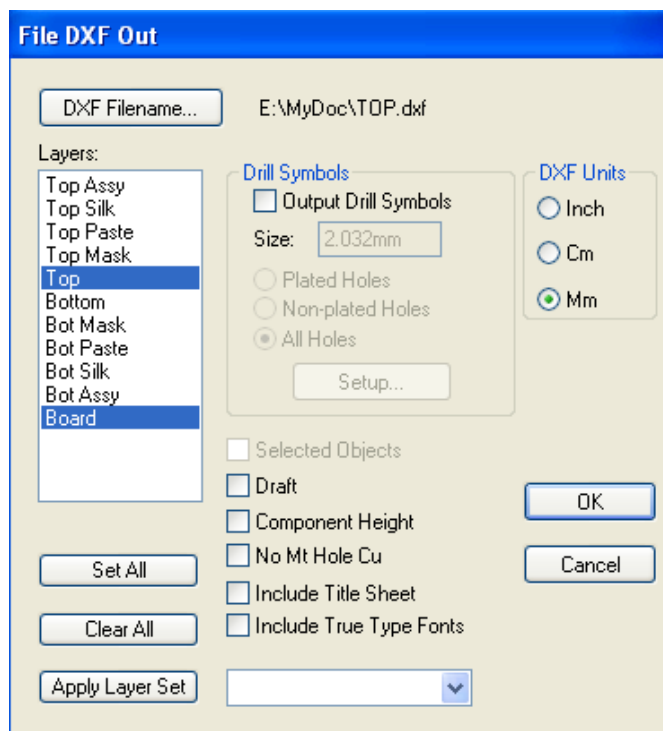 File DXF Out
DXF Filename...
E:\MyDoc\TOP.dxf
Layers:
Top Assy
Top Silk
Top Paste
Top Mask
Top
Bottom
Bot Mask
Bot Paste
Bot Silk
Bot Assy
Board
Drill Symbols
Output Drill Symbols
Size: 2.032mm
Plated Holes
Non-plated Holes
All Holes
Setup...
DXF Units
Inch
Cm
Mm
Selected Objects
Draft
Component Height
No Mt Hole Cu
Include Title Sheet
Include True Type Fonts
OK
Cancel
Set All
Clear All
Apply Layer Set